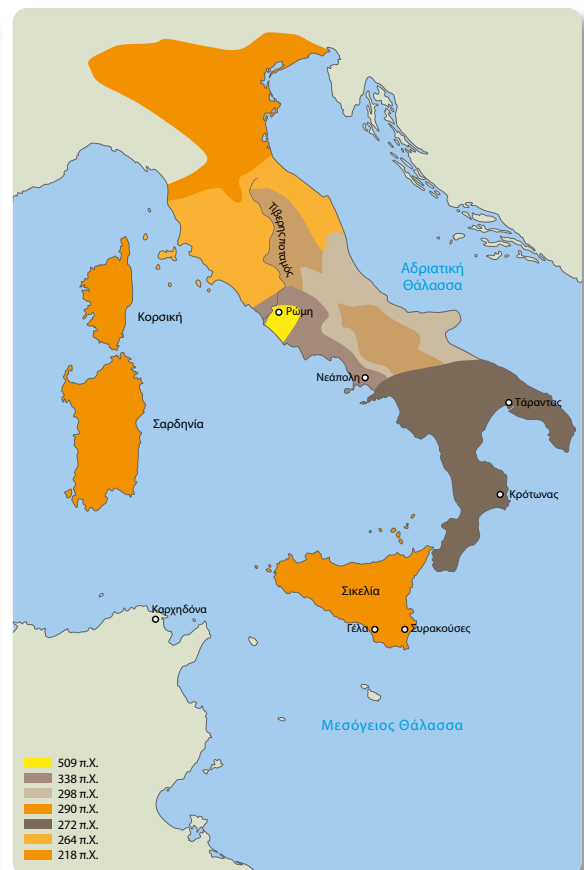 Τίβερης ποταμός
Αδριατική
Θάλασσα
Ρώμη
Κορσική
Νεάπολη
Τάραντας
Σαρδηνία
Κρότωνας
Σικελία
Καρχηδόνα
Γέλα
Συρακούσες
Μεσόγειος Θάλασσα
509 π.Χ.
338 π.Χ.
298 π.Χ.
290 π.Χ.
272 π.Χ.
264 π.Χ.
218 π.Χ.